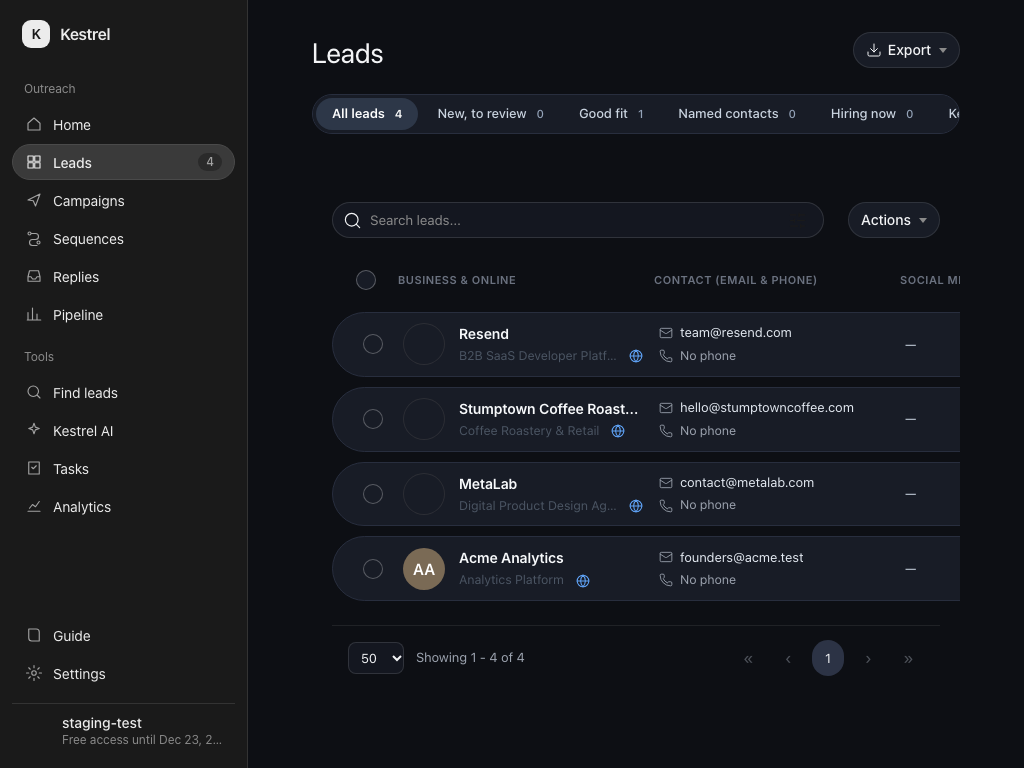 K
Kestrel
Outreach
Home
Leads 4
Campaigns
Sequences
Replies
Pipeline
Tools
Find leads
Kestrel AI
Tasks
Analytics
Guide
Settings
staging-test
Free access until Dec 23, 2...
Leads
Export
All leads 4 New, to review 0 Good fit 1 Named contacts 0 Hiring now 0
Search leads...
Actions
BUSINESS & ONLINE CONTACT (EMAIL & PHONE) SOCIAL
Resend team@resend.com
B2B SaaS Developer Platf... No phone —
Stumptown Coffee Roast... hello@stumptowncoffee.com
Coffee Roastery & Retail No phone —
MetaLab contact@metalab.com
Digital Product Design Ag... No phone —
AA Acme Analytics founders@acme.test
Analytics Platform No phone —
50 Showing 1 - 4 of 4 « ‹ 1 › »